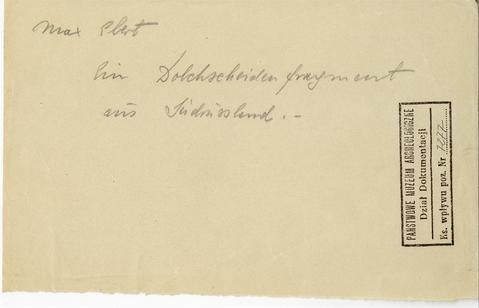 Max Ebert
Ein Dolchscheidenfragment
aus Südrussland. –
PAŃSTWOWE MUZEUM ARCHEOLOGICZNE
Dział Dokumentacji
Ks. wpływu poz. Nr